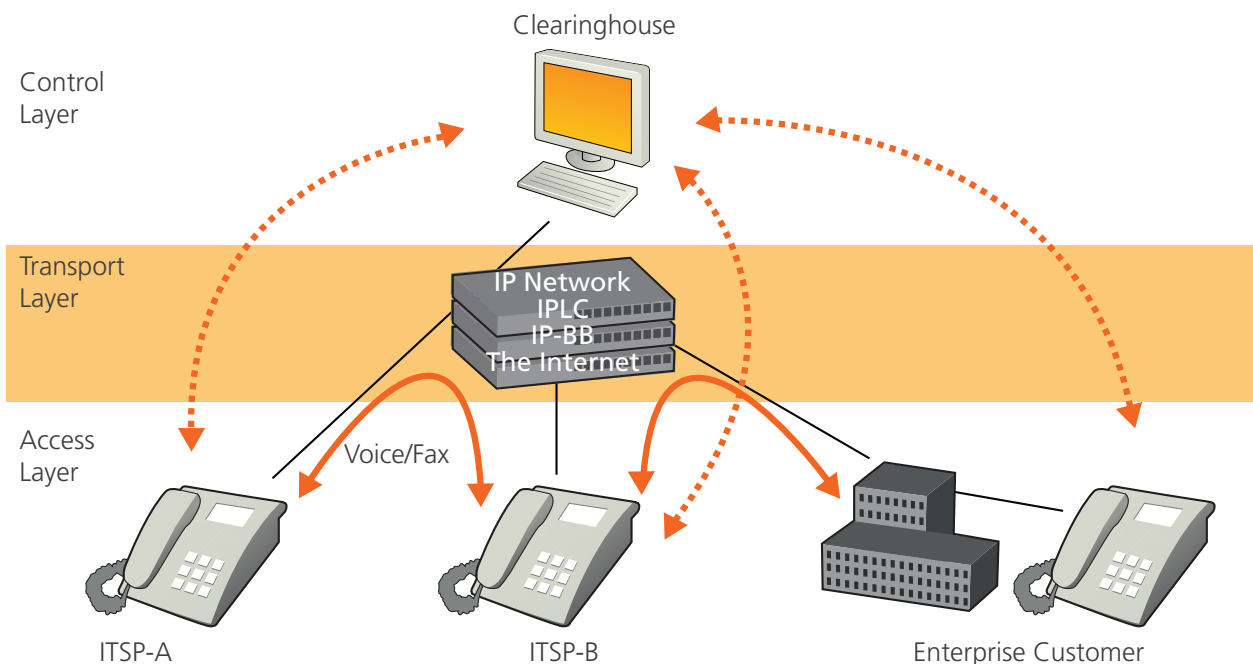 Clearinghouse
Control
Layer
Transport
Layer
IP Network
IPLC
IP-BB
The Internet
Access
Layer
Voice/Fax
ITSP-A
ITSP-B
Enterprise Customer